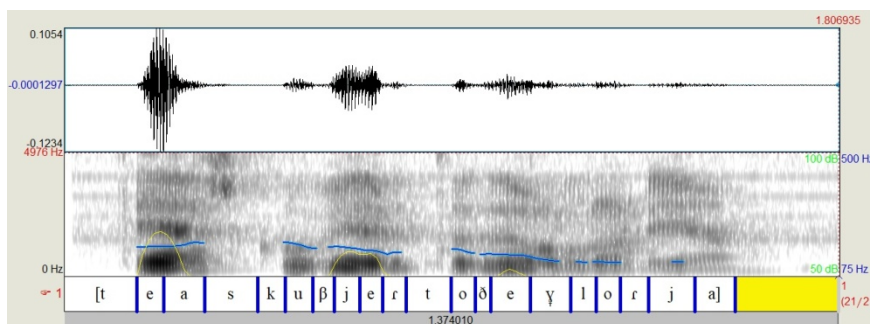 1.806935
0.1054
-0.0001297
-0.1234
4976 Hz 100 dB 500 Hz
0 Hz 50 dB 75 Hz
☞ 1 [t e a s k u β j e ɾ t o ð e ɣ̞ l o ɾ j a] 1
(21/2
1.374010